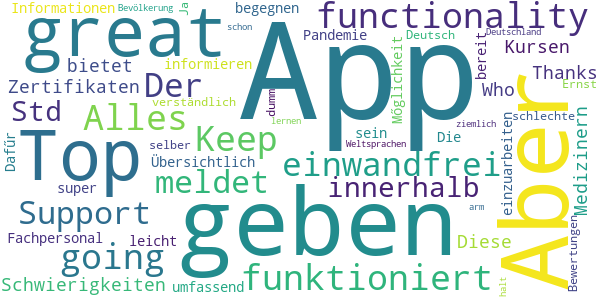 Informationen
Bevölkerung
Ja
begegnen
functionality
great
App
schon
Deutschland
Pandemie
Deutsch
Kursen
bietet
informieren
Möglichkeit
bereit
Zertifikaten
Der
Who
Thanks
Ernst
Std
Alles
verständlich
dumm
Keep
sein
Die
schlechte
Dafür
Top
selber
lernen
ziemlich
Weltsprachen
Übersichtlich
einwandfrei
einzuarbeiten
Medizinern
super
meldet
innerhalb
Aber
Support
geben
arm
Fachpersonal
leicht
going
Diese
Bewertungen
Schwierigkeiten
umfassend
funktioniert
halt